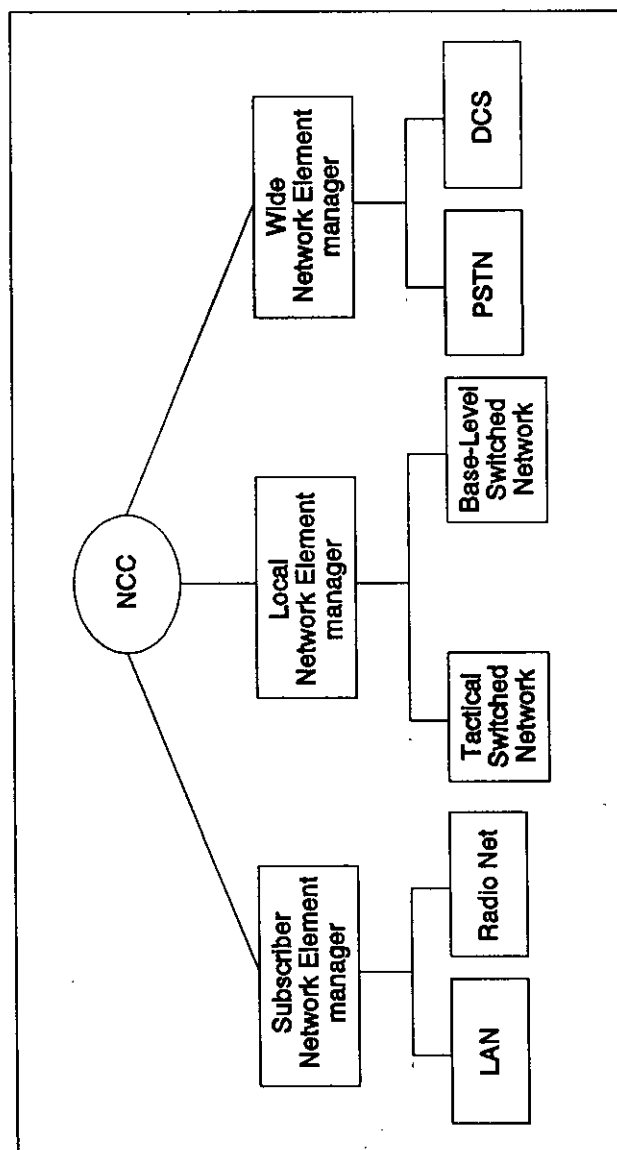 NCC
Subscriber
Network Element
manager
Local
Network Element
manager
Wide
Network Element
manager
LAN
Radio Net
Tactical
Switched
Network
Base-Level
Switched
Network
PSTN
DCS